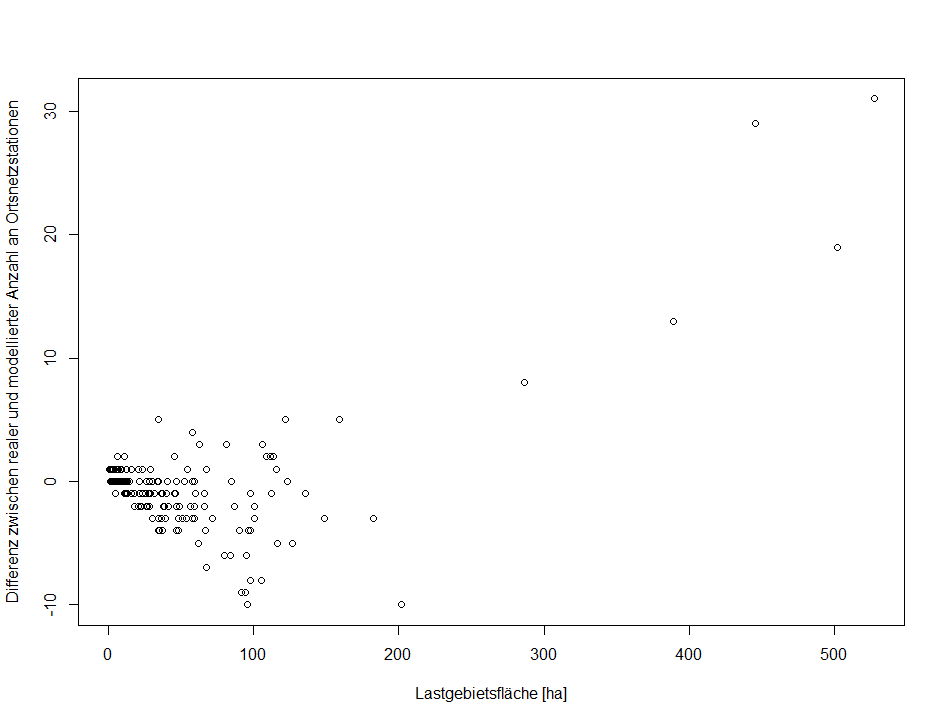 Differenz zwischen realer und modellierter Anzahl an Ortsnetzstationen
30
20
10
0
-10
0 100 200 300 400 500
Lastgebietsfläche [ha]